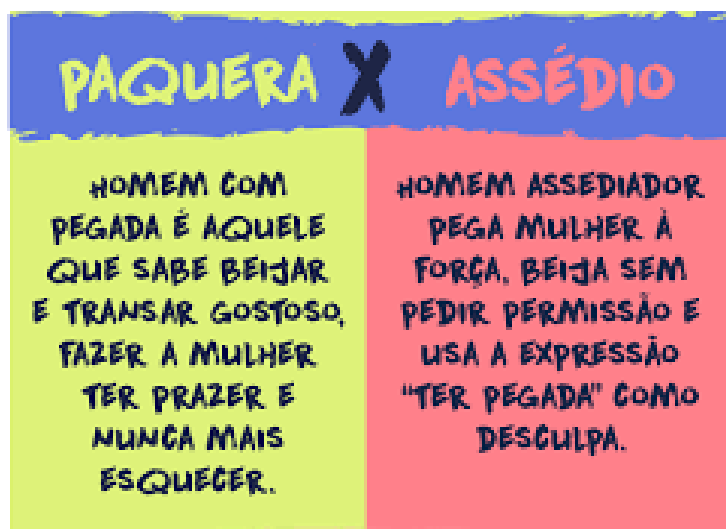 PAQUERA X ASSÉDIO
HOMEM COM
PEGADA É AQUELE
QUE SABE BEIJAR
E TRANSAR GOSTOSO,
FAZER A MULHER
TER PRAZER E
NUNCA MAIS
ESQUECER.
HOMEM ASSEDIADOR
PEGA MULHER À
FORÇA, BEIJA SEM
PEDIR PERMISSÃO E
USA A EXPRESSÃO
“TER PEGADA” COMO
DESCULPA.